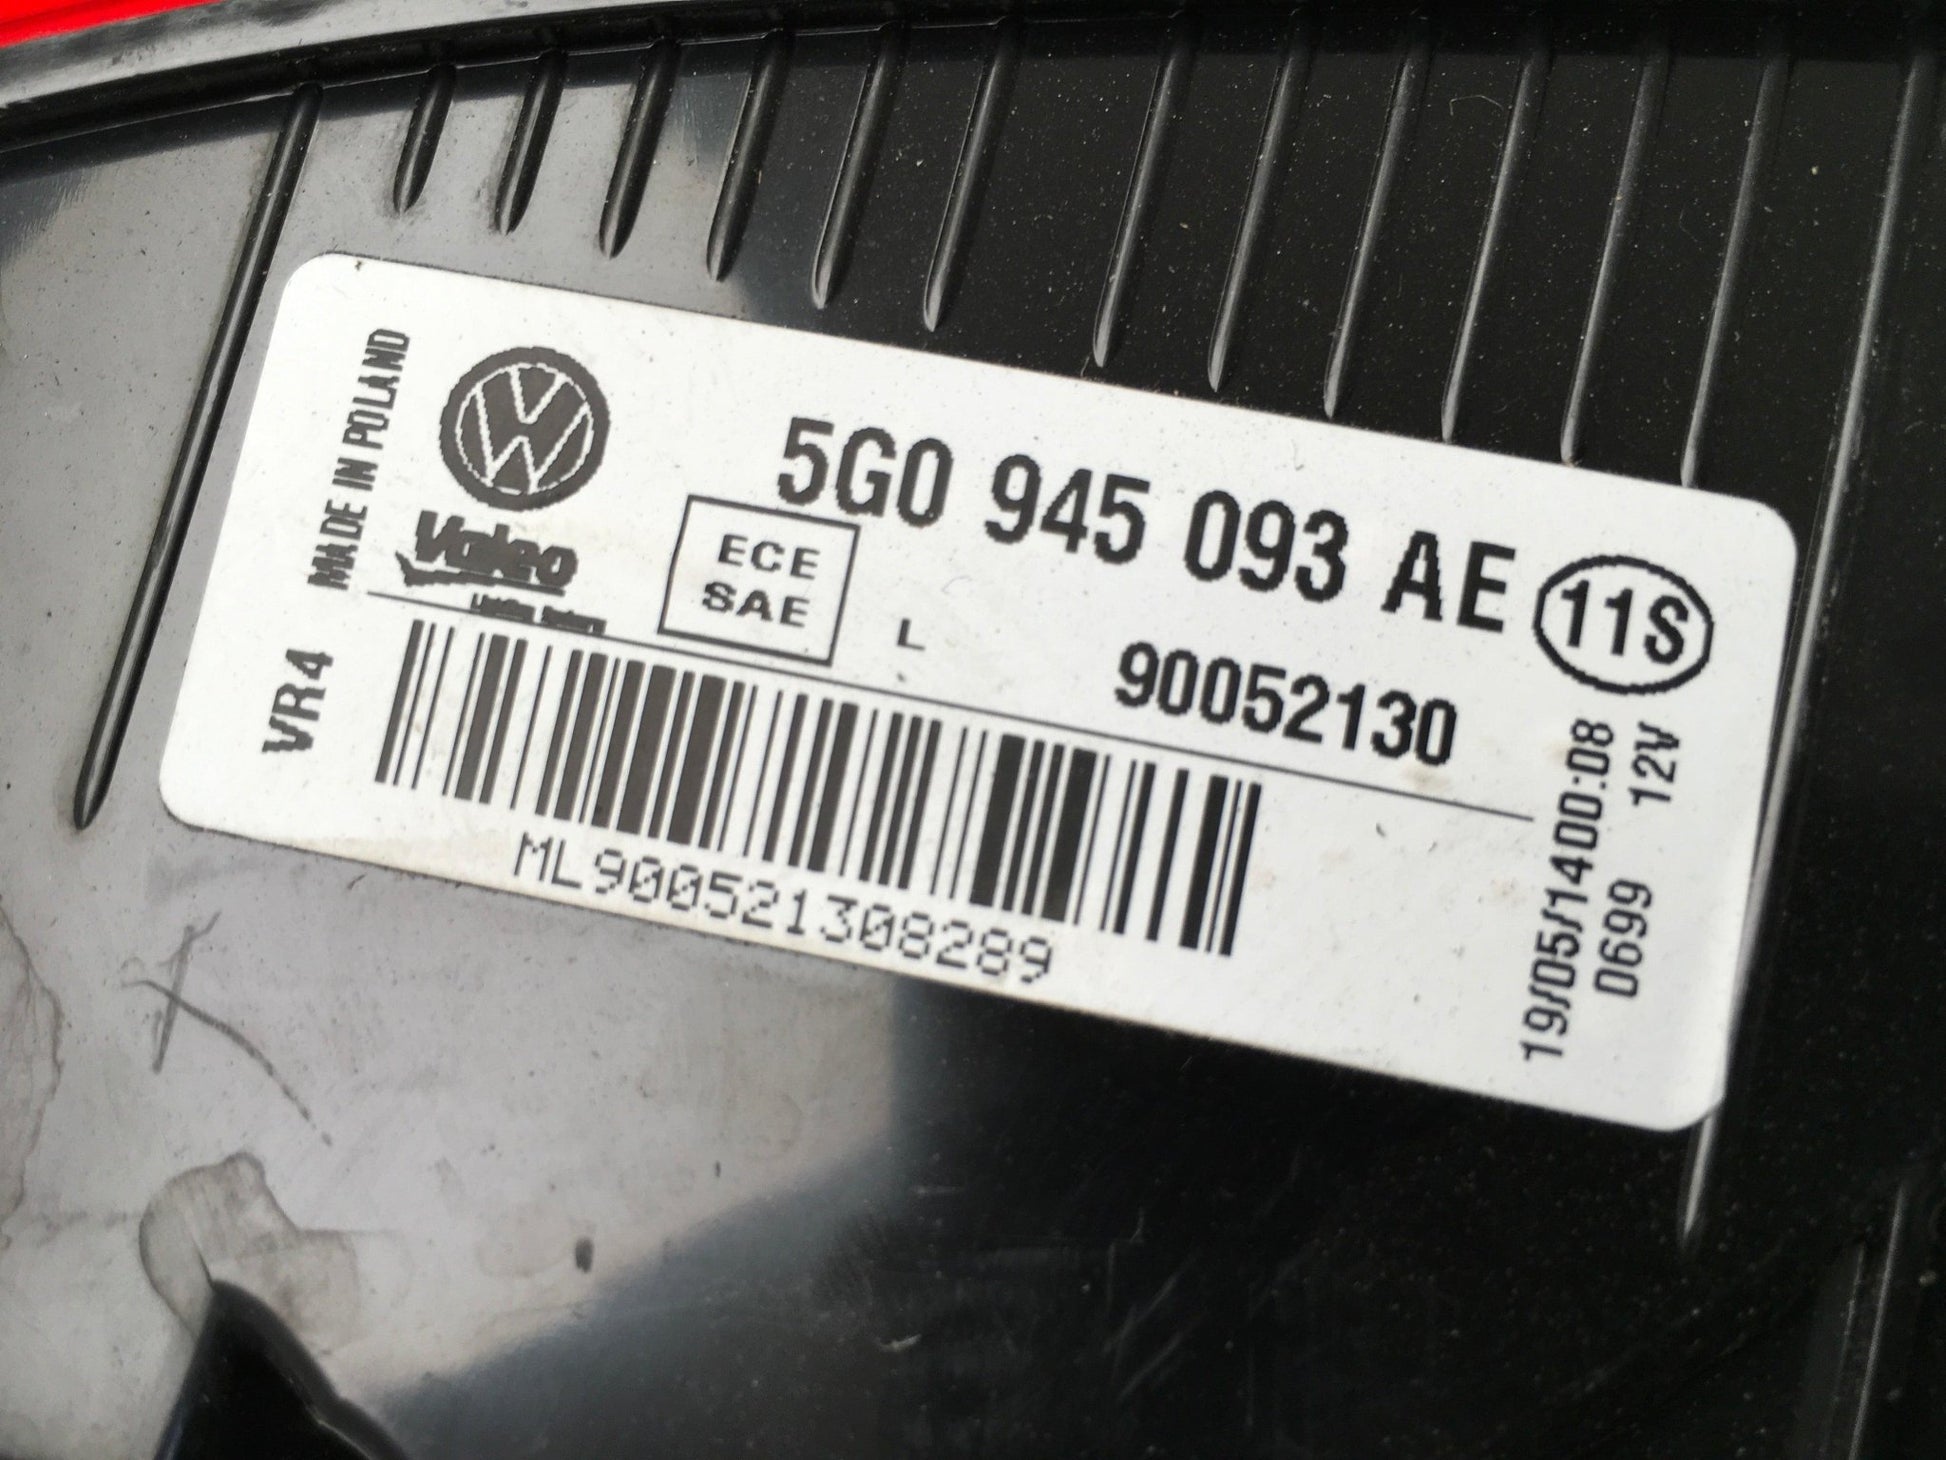 MADE IN POLAND
VR4
Valeo
ECE
SAE
L
5G0 945 093 AE
11S
90052130
ML900521308289
19/05/1400:08
0699 12V